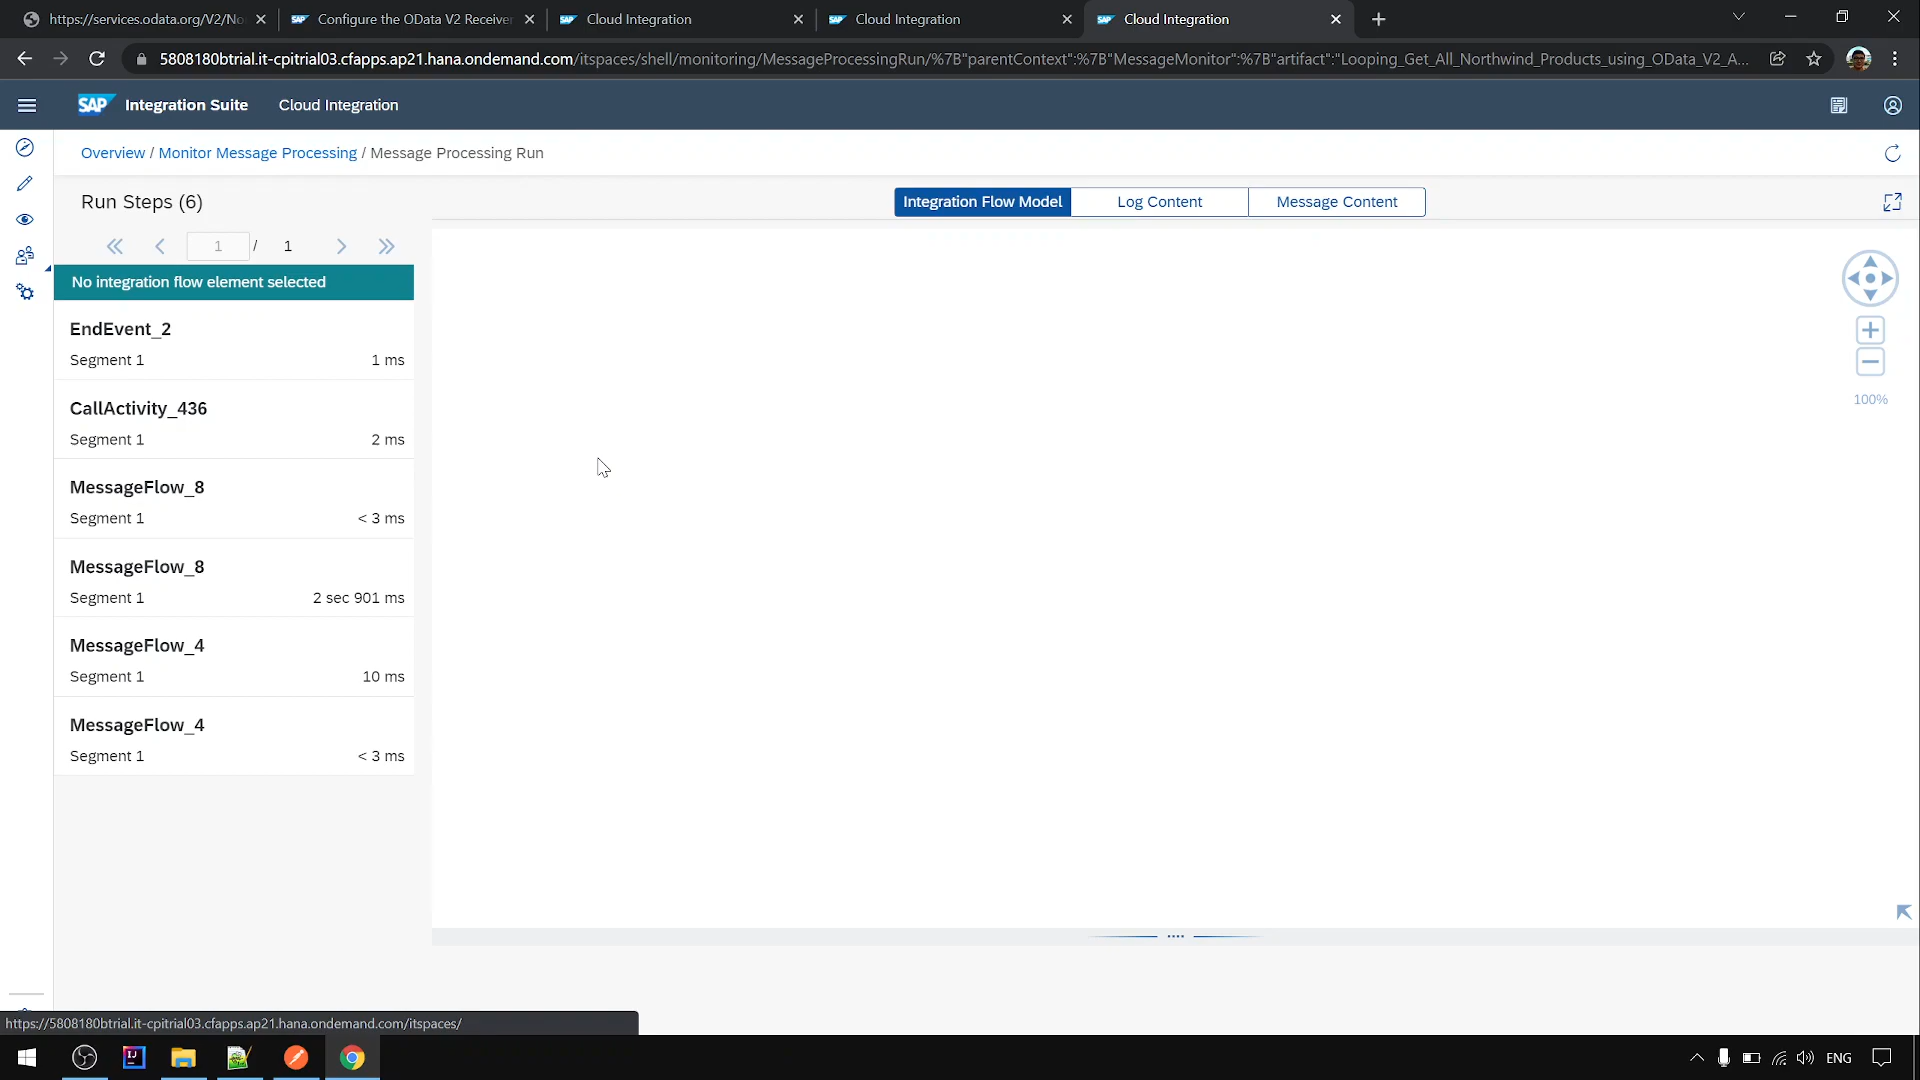 https://services.odata.org/V2/No
Configure the OData V2 Receiver
Cloud Integration
Cloud Integration
Cloud Integration
5808180btrial.it-cpitrial03.cfapps.ap21.hana.ondemand.com/itspaces/shell/monitoring/MessageProcessingRun/%7B"parentContext":%7B"MessageMonitor":%7B"artifact":"Looping_Get_All_Northwind_Products_using_OData_V2_A...
SAP Integration Suite Cloud Integration
Overview / Monitor Message Processing / Message Processing Run
Run Steps (6)
Integration Flow Model
Log Content
Message Content
1 / 1
No integration flow element selected
EndEvent_2
Segment 1 1 ms
CallActivity_436
Segment 1 2 ms
MessageFlow_8
Segment 1 < 3 ms
MessageFlow_8
Segment 1 2 sec 901 ms
MessageFlow_4
Segment 1 10 ms
MessageFlow_4
Segment 1 < 3 ms
100%
https://5808180btrial.it-cpitrial03.cfapps.ap21.hana.ondemand.com/itspaces/
ENG